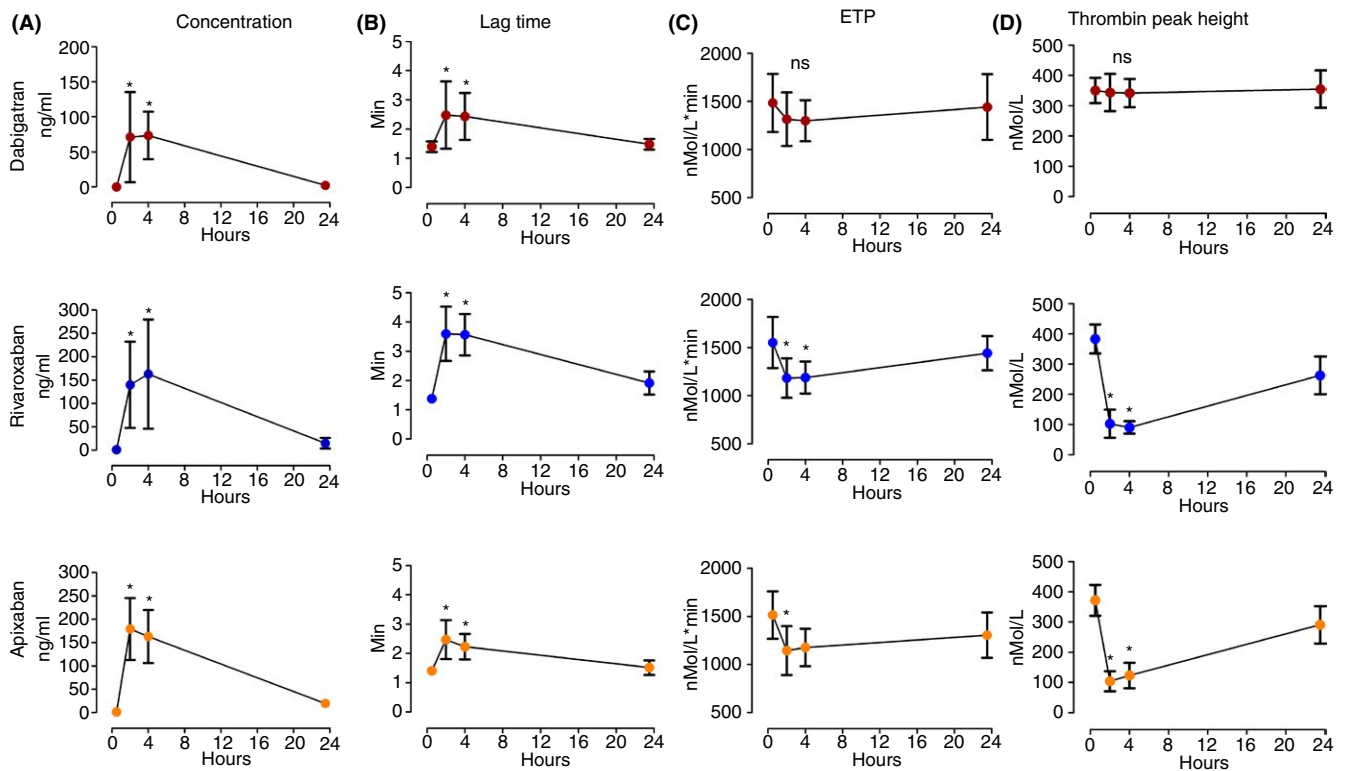 (A) Concentration
(B) Lag time
(C) ETP
(D) Thrombin peak height
Dabigatran
ng/ml
200
150
100
50
0
* *
0 4 8 12 16 20 24
Hours
Min
5
4
3
2
1
0
* *
0 4 8 12 16 20 24
Hours
nMol/L*min
2000
1500
1000
500
ns
0 4 8 12 16 20 24
Hours
nMol/L
500
400
300
200
100
0
ns
0 4 8 12 16 20 24
Hours
Rivaroxaban
ng/ml
300
250
200
150
100
50
0
* *
0 4 8 12 16 20 24
Hours
Min
5
4
3
2
1
0
* *
0 4 8 12 16 20 24
Hours
nMol/L*min
2000
1500
1000
500
* *
0 4 8 12 16 20 24
Hours
nMol/L
500
400
300
200
100
0
* *
0 4 8 12 16 20 24
Hours
Apixaban
ng/ml
300
250
200
150
100
50
0
* *
0 4 8 12 16 20 24
Hours
Min
5
4
3
2
1
0
* *
0 4 8 12 16 20 24
Hours
nMol/L*min
2000
1500
1000
500
*
0 4 8 12 16 20 24
Hours
nMol/L
500
400
300
200
100
0
* *
0 4 8 12 16 20 24
Hours